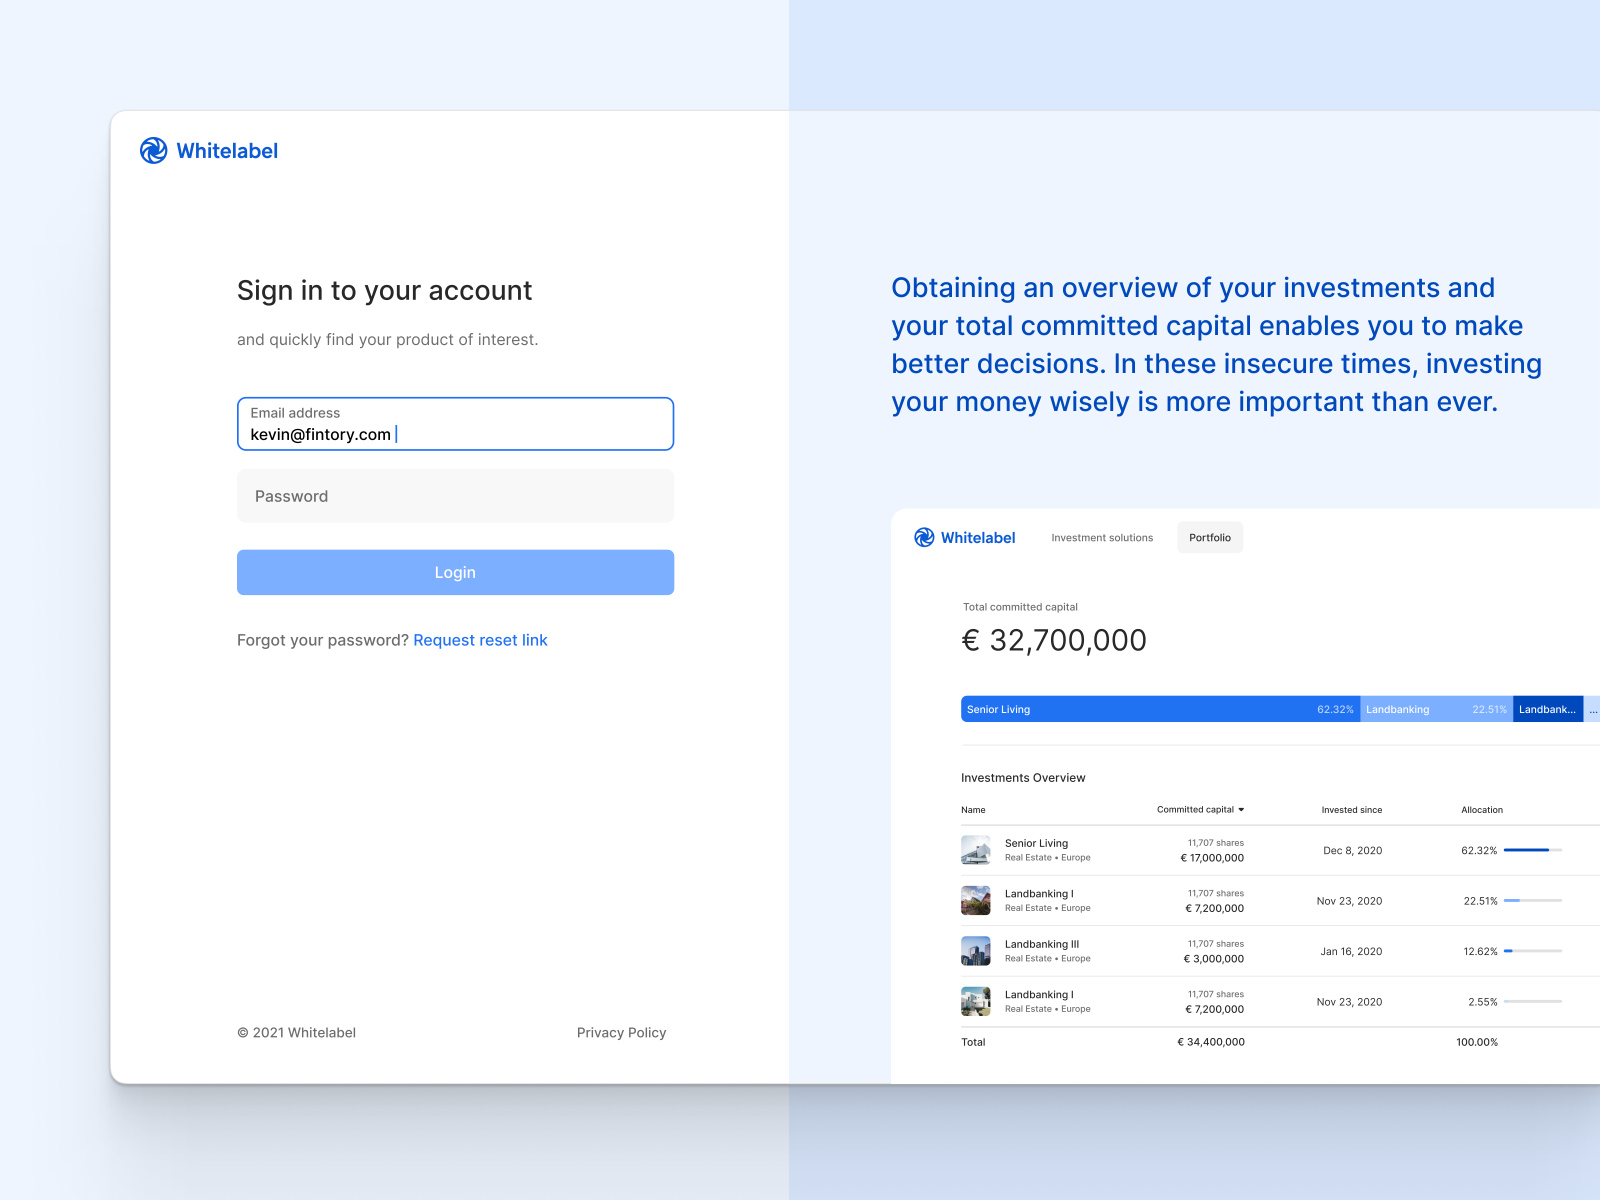 Whitelabel
Sign in to your account
and quickly find your product of interest.
Email address
kevin@fintory.com
Password
Login
Forgot your password? Request reset link
© 2021 Whitelabel
Privacy Policy
Obtaining an overview of your investments and
your total committed capital enables you to make
better decisions. In these insecure times, investing
your money wisely is more important than ever.
Whitelabel Investment solutions Portfolio
Total committed capital
€ 32,700,000
Senior Living 62.32% Landbanking 22.51% Landbank... ...
Investments Overview
Name Committed capital Invested since Allocation
Senior Living 11,707 shares
Real Estate • Europe € 17,000,000 Dec 8, 2020 62.32%
Landbanking I 11,707 shares
Real Estate • Europe € 7,200,000 Nov 23, 2020 22.51%
Landbanking III 11,707 shares
Real Estate • Europe € 3,000,000 Jan 16, 2020 12.62%
Landbanking I 11,707 shares
Real Estate • Europe € 7,200,000 Nov 23, 2020 2.55%
Total € 34,400,000 100.00%